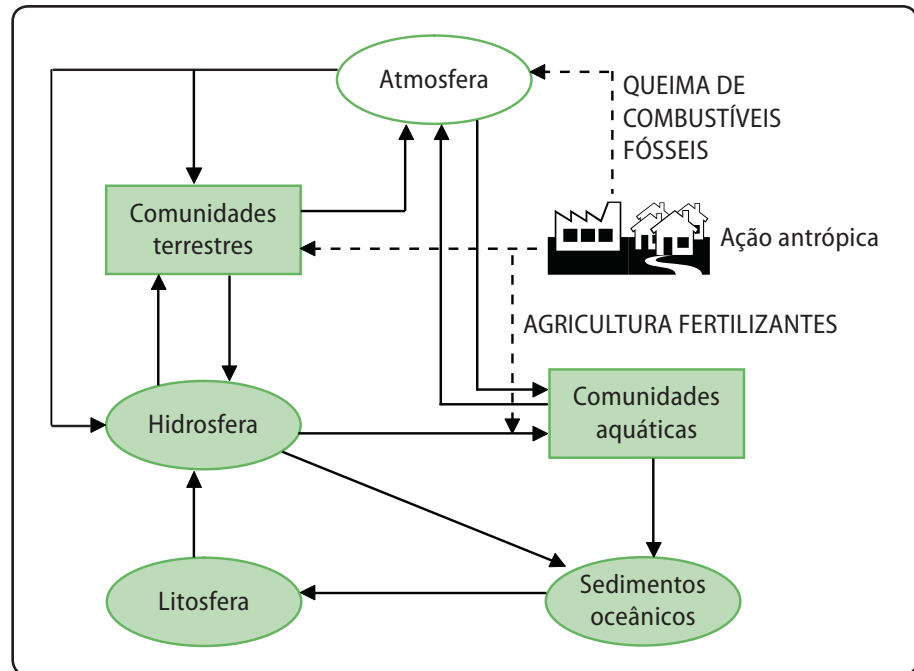 Atmosfera
QUEIMA DE
COMBUSTÍVEIS
FÓSSEIS
Comunidades
terrestres
Ação antrópica
AGRICULTURA FERTILIZANTES
Hidrosfera
Comunidades
aquáticas
Litosfera
Sedimentos
oceânicos